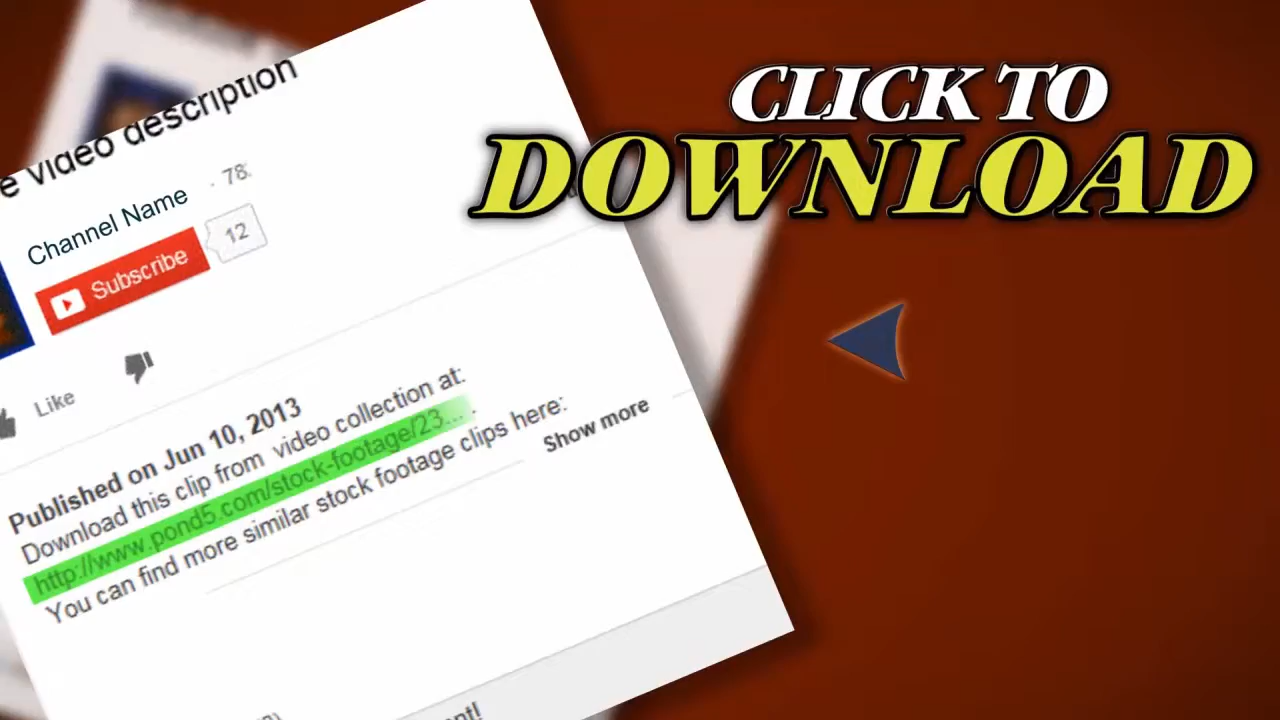 CLICK TO
DOWNLOAD
video description
Channel Name
Subscribe
12
Like
Published on Jun 10, 2013
Download this clip from video collection at:
http://www.pond5.com/stock-footage/23... .
You can find more similar stock footage clips here:
Show more